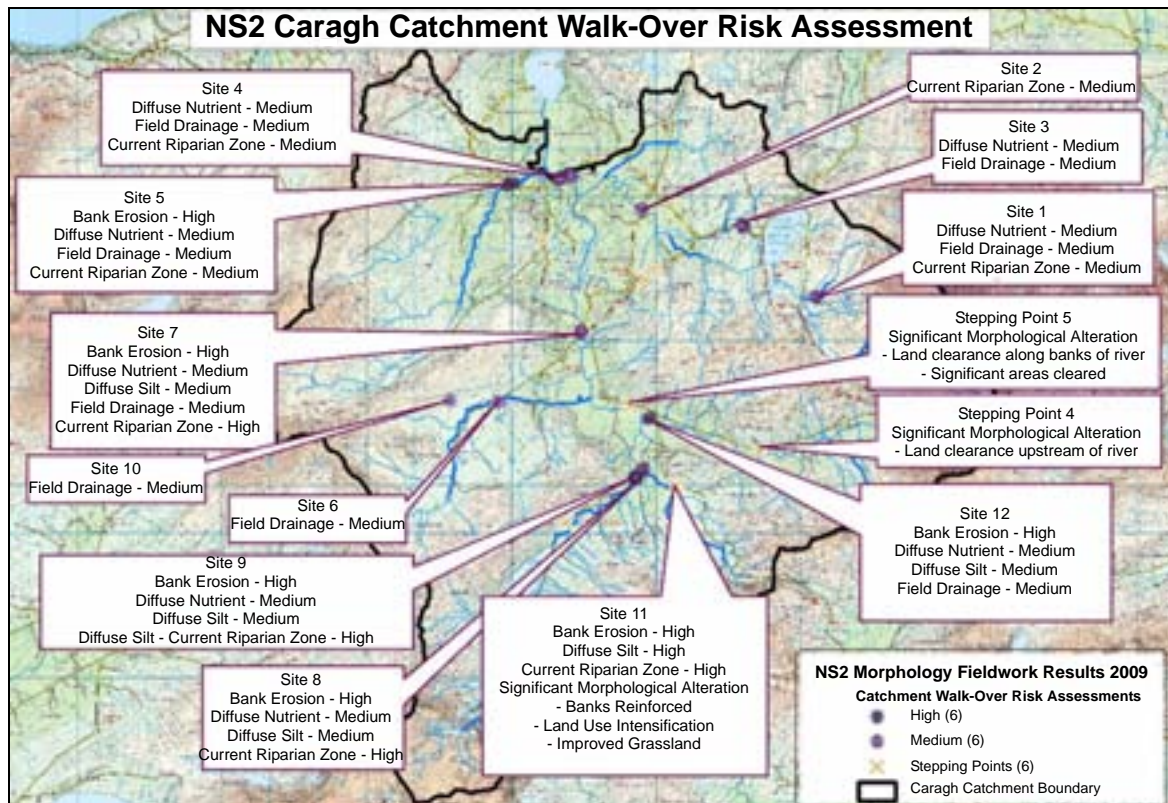 NS2 Caragh Catchment Walk-Over Risk Assessment
Site 4
Diffuse Nutrient - Medium
Field Drainage - Medium
Current Riparian Zone - Medium
Site 2
Current Riparian Zone - Medium
Site 3
Diffuse Nutrient - Medium
Field Drainage - Medium
Site 5
Bank Erosion - High
Diffuse Nutrient - Medium
Field Drainage - Medium
Current Riparian Zone - Medium
Site 1
Diffuse Nutrient - Medium
Field Drainage - Medium
Current Riparian Zone - Medium
Site 7
Bank Erosion - High
Diffuse Nutrient - Medium
Diffuse Silt - Medium
Field Drainage - Medium
Current Riparian Zone - High
Stepping Point 5
Significant Morphological Alteration
- Land clearance along banks of river
- Significant areas cleared
Stepping Point 4
Significant Morphological Alteration
- Land clearance upstream of river
Site 10
Field Drainage - Medium
Site 6
Field Drainage - Medium
Site 12
Bank Erosion - High
Diffuse Nutrient - Medium
Diffuse Silt - Medium
Field Drainage - Medium
Site 9
Bank Erosion - High
Diffuse Nutrient - Medium
Diffuse Silt - Medium
Diffuse Silt - Current Riparian Zone - High
Site 11
Bank Erosion - High
Diffuse Silt - High
Current Riparian Zone - High
Significant Morphological Alteration
- Banks Reinforced
- Land Use Intensification
- Improved Grassland
Site 8
Bank Erosion - High
Diffuse Nutrient - Medium
Diffuse Silt - Medium
Current Riparian Zone - High
NS2 Morphology Fieldwork Results 2009
Catchment Walk-Over Risk Assessments
High (6)
Medium (6)
Stepping Points (6)
Caragh Catchment Boundary